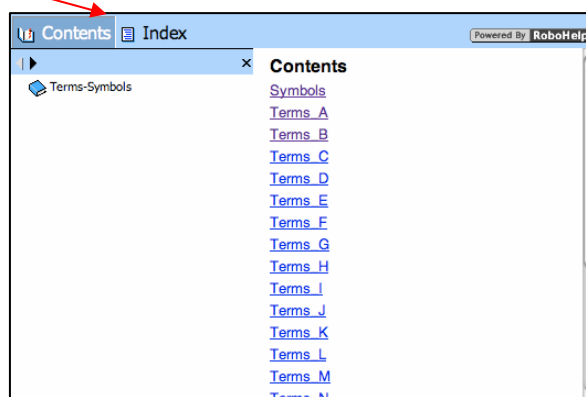 Contents Index Powered By RoboHelp
× Contents
Terms-Symbols
Symbols
Terms_A
Terms_B
Terms_C
Terms_D
Terms_E
Terms_F
Terms_G
Terms_H
Terms_I
Terms_J
Terms_K
Terms_L
Terms_M
Terms_N